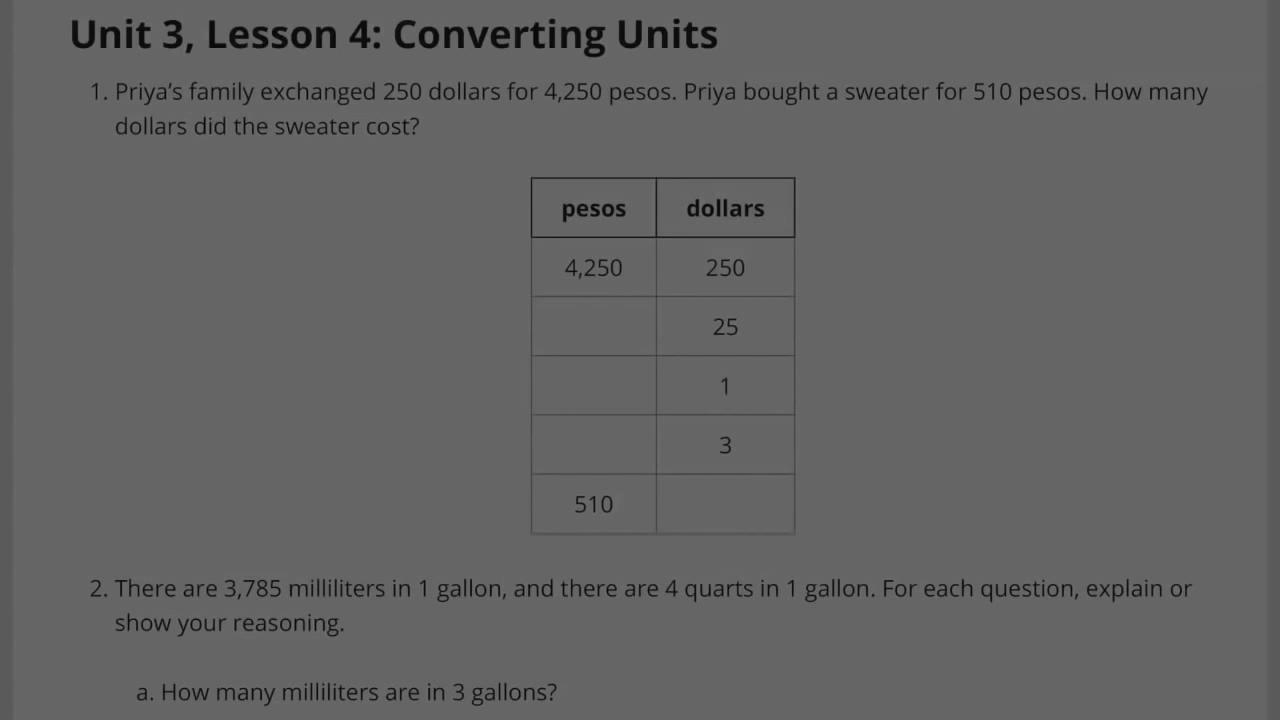 Unit 3, Lesson 4: Converting Units
1. Priya's family exchanged 250 dollars for 4,250 pesos. Priya bought a sweater for 510 pesos. How many
dollars did the sweater cost?
pesos dollars
4,250 250
25
1
3
510
2. There are 3,785 milliliters in 1 gallon, and there are 4 quarts in 1 gallon. For each question, explain or
show your reasoning.
a. How many milliliters are in 3 gallons?